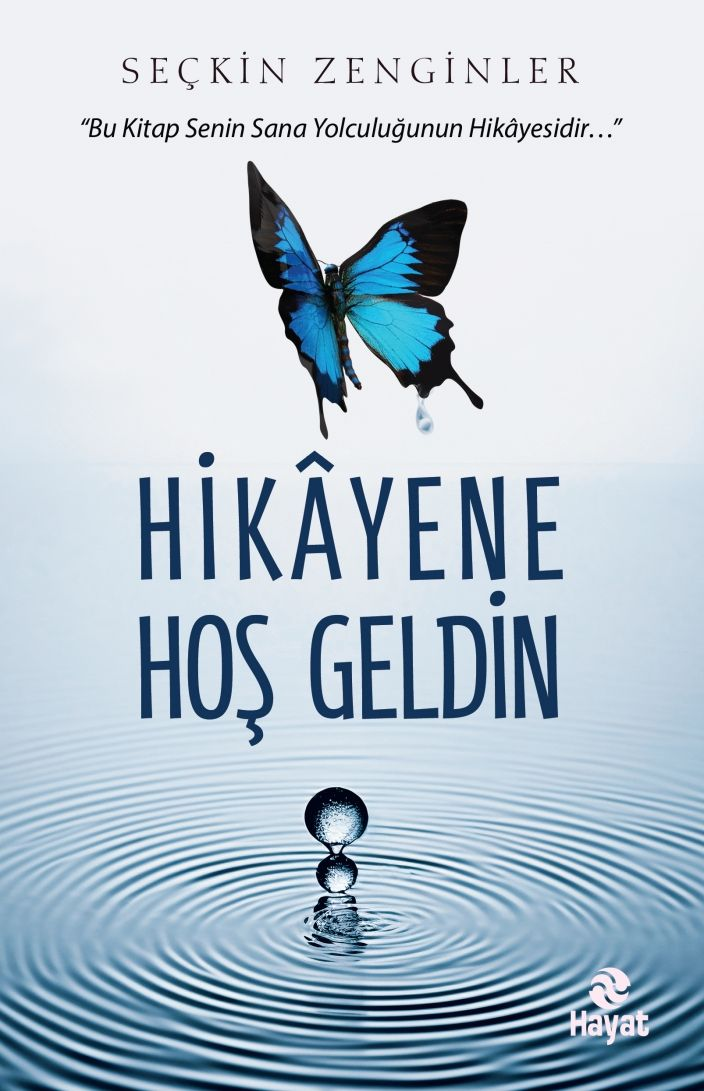 SEÇKİN ZENGİNLER
“Bu Kitap Senin Sana Yolculuğunun Hikâyesidir…”
HİKÂYENE
HOŞ GELDİN
Hayat